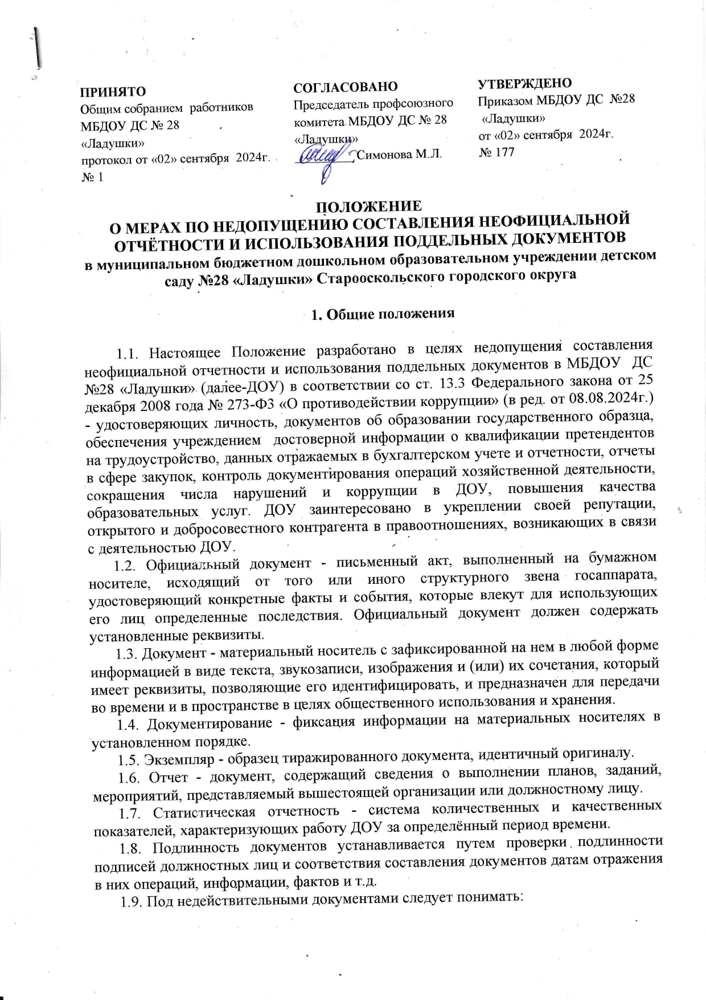 ПРИНЯТО
Общим собранием работников
МБДОУ ДС № 28
«Ладушки»
протокол от «02» сентября 2024г.
№ 1
СОГЛАСОВАНО
Председатель профсоюзного
комитета МБДОУ ДС № 28
«Ладушки»
Симонова М.Л.
УТВЕРЖДЕНО
Приказом МБДОУ ДС №28
«Ладушки»
от «02» сентября 2024г.
№ 177
ПОЛОЖЕНИЕ
О МЕРАХ ПО НЕДОПУЩЕНИЮ СОСТАВЛЕНИЯ НЕОФИЦИАЛЬНОЙ
ОТЧЁТНОСТИ И ИСПОЛЬЗОВАНИЯ ПОДДЕЛЬНЫХ ДОКУМЕНТОВ
в муниципальном бюджетном дошкольном образовательном учреждении детском
саду №28 «Ладушки» Старооскольского городского округа
1. Общие положения
1.1. Настоящее Положение разработано в целях недопущения составления
неофициальной отчетности и использования поддельных документов в МБДОУ ДС
№28 «Ладушки» (далее-ДОУ) в соответствии со ст. 13.3 Федерального закона от 25
декабря 2008 года № 273-ФЗ «О противодействии коррупции» (в ред. от 08.08.2024г.)
- удостоверяющих личность, документов об образовании государственного образца,
обеспечения учреждением достоверной информации о квалификации претендентов
на трудоустройство, данных отражаемых в бухгалтерском учете и отчетности, отчеты
в сфере закупок, контроль документирования операций хозяйственной деятельности,
сокращения числа нарушений и коррупции в ДОУ, повышения качества
образовательных услуг. ДОУ заинтересовано в укреплении своей репутации,
открытого и добросовестного контрагента в правоотношениях, возникающих в связи
с деятельностью ДОУ.
1.2. Официальный документ - письменный акт, выполненный на бумажном
носителе, исходящий от того или иного структурного звена госаппарата,
удостоверяющий конкретные факты и события, которые влекут для использующих
его лиц определенные последствия. Официальный документ должен содержать
установленные реквизиты.
1.3. Документ - материальный носитель с зафиксированной на нем в любой форме
информацией в виде текста, звукозаписи, изображения и (или) их сочетания, который
имеет реквизиты, позволяющие его идентифицировать, и предназначен для передачи
во времени и в пространстве в целях общественного использования и хранения.
1.4. Документирование - фиксация информации на материальных носителях в
установленном порядке.
1.5. Экземпляр - образец тиражированного документа, идентичный оригиналу.
1.6. Отчет - документ, содержащий сведения о выполнении планов, заданий,
мероприятий, представляемый вышестоящей организации или должностному лицу.
1.7. Статистическая отчетность - система количественных и качественных
показателей, характеризующих работу ДОУ за определённый период времени.
1.8. Подлинность документов устанавливается путем проверки подлинности
подписей должностных лиц и соответствия составления документов датам отражения
в них операций, информации, фактов и т.д.
1.9. Под недействительными документами следует понимать: